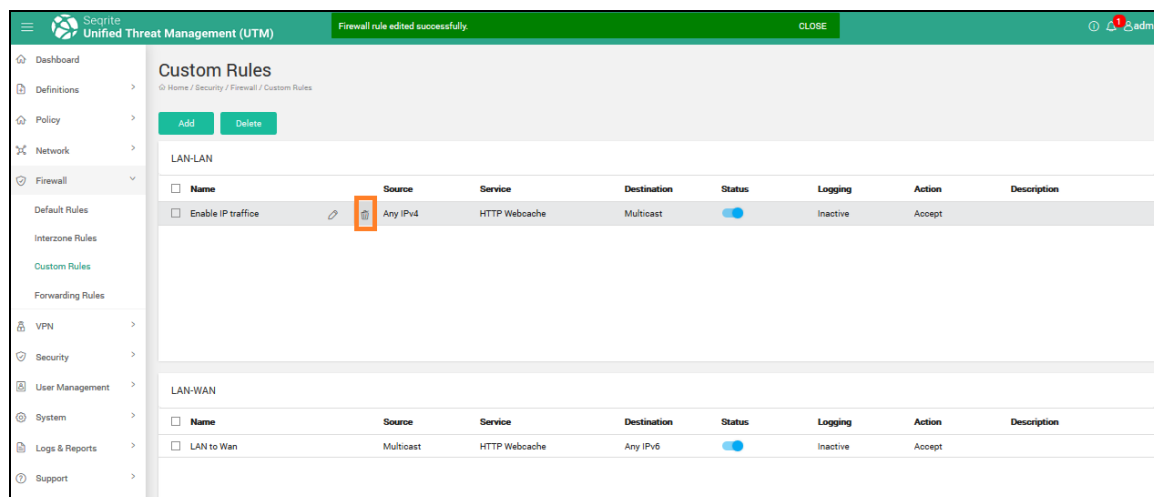 Seqrite
Unified Threat Management (UTM)
Firewall rule edited successfully. CLOSE
1 adm
Dashboard
Definitions
Policy
Network
Firewall
Default Rules
Interzone Rules
Custom Rules
Forwarding Rules
VPN
Security
User Management
System
Logs & Reports
Support
Custom Rules
Home / Security / Firewall / Custom Rules
Add Delete
LAN-LAN
Name Source Service Destination Status Logging Action Description
Enable IP traffice Any IPv4 HTTP Webcache Multicast Inactive Accept
LAN-WAN
Name Source Service Destination Status Logging Action Description
LAN to Wan Multicast HTTP Webcache Any IPv6 Inactive Accept